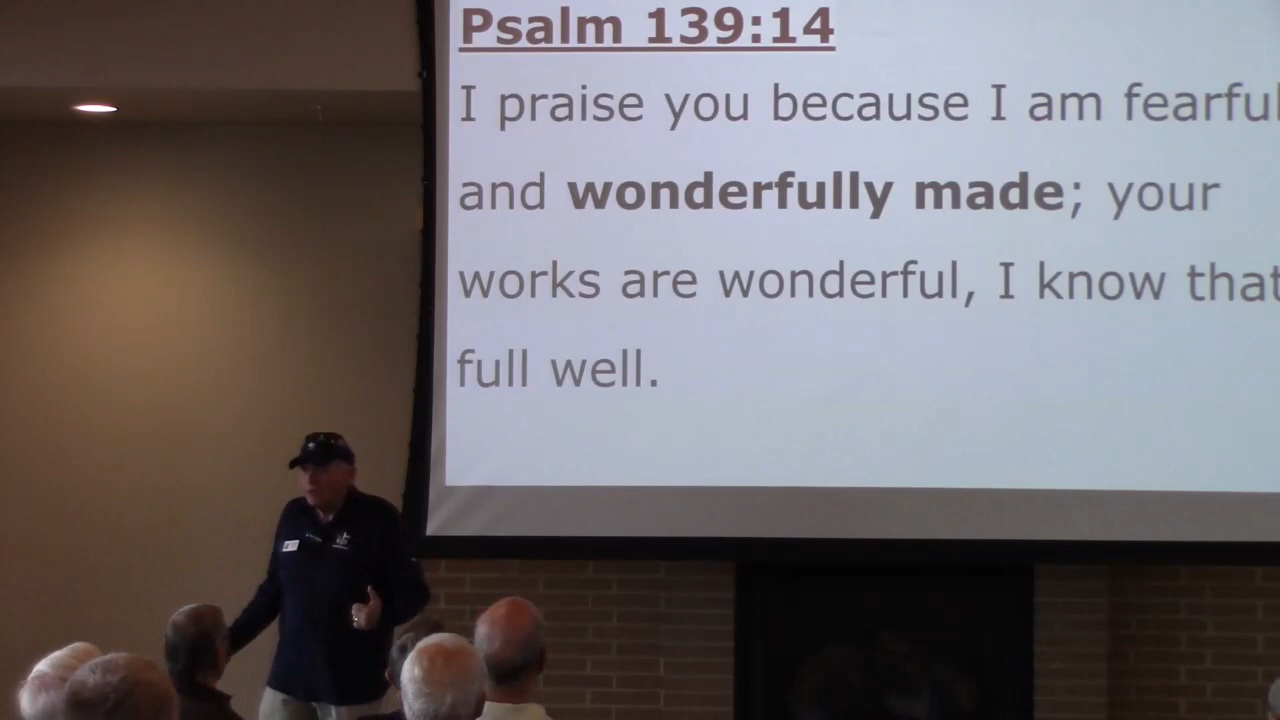 Psalm 139:14
I praise you because I am fearful
and wonderfully made; your
works are wonderful, I know that
full well.